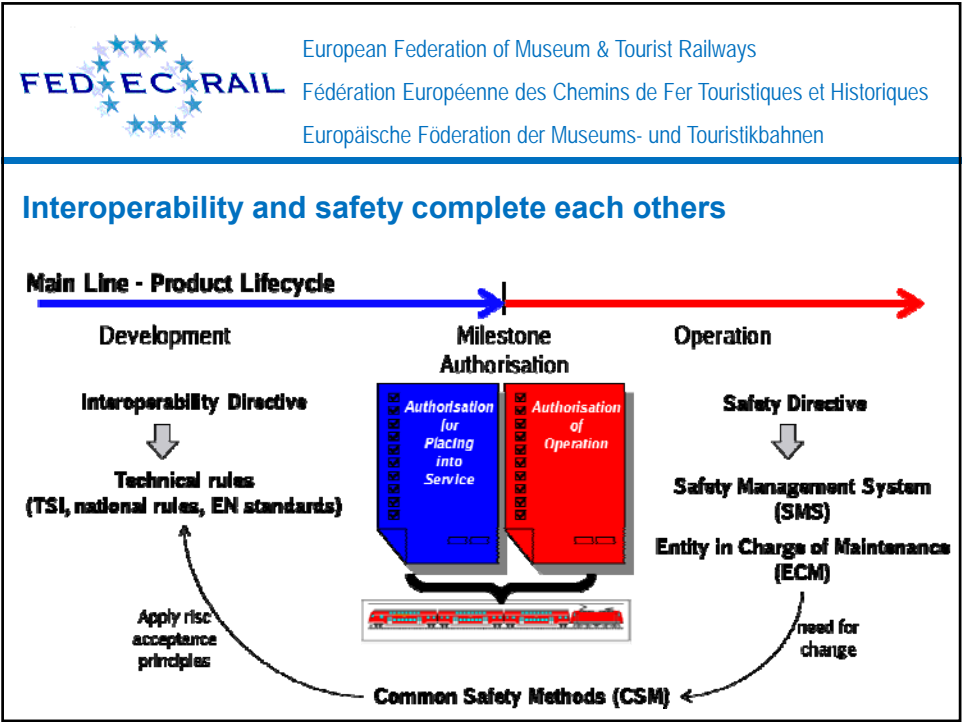 European Federation of Museum & Tourist Railways
FEDECRAIL
Fédération Européenne des Chemins de Fer Touristiques et Historiques
Europäische Föderation der Museums- und Touristikbahnen
Interoperability and safety complete each others
Main Line - Product Lifecycle
Development
Milestone
Authorisation
Operation
Interoperability Directive
Technical rules
(TSI, national rules, EN standards)
Authorisation
for
Placing
into
Service
Authorisation
of
Operation
Safety Directive
Safety Management System
(SMS)
Entity in Charge of Maintenance
(ECM)
Apply risc
acceptance
principles
need for
change
Common Safety Methods (CSM)